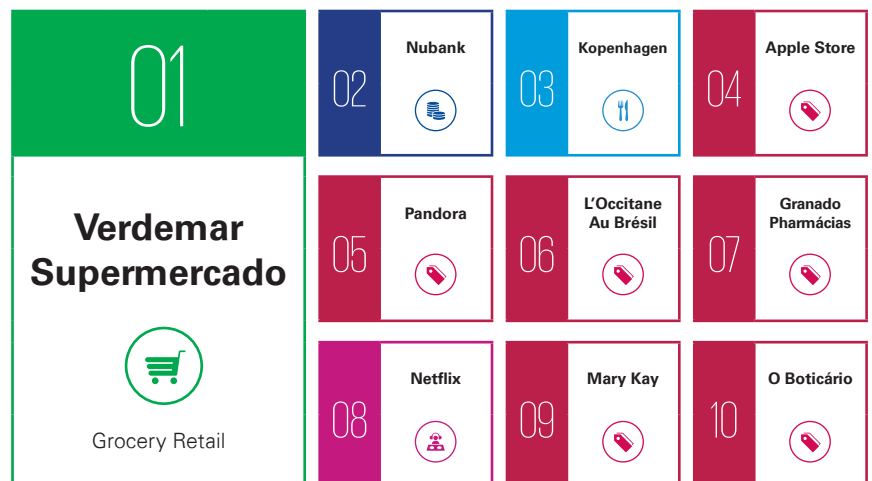 01
Verdemar
Supermercado
Grocery Retail
02
Nubank
03
Kopenhagen
04
Apple Store
05
Pandora
06
L’Occitane
Au Brésil
07
Granado
Pharmácias
08
Netflix
09
Mary Kay
10
O Boticário